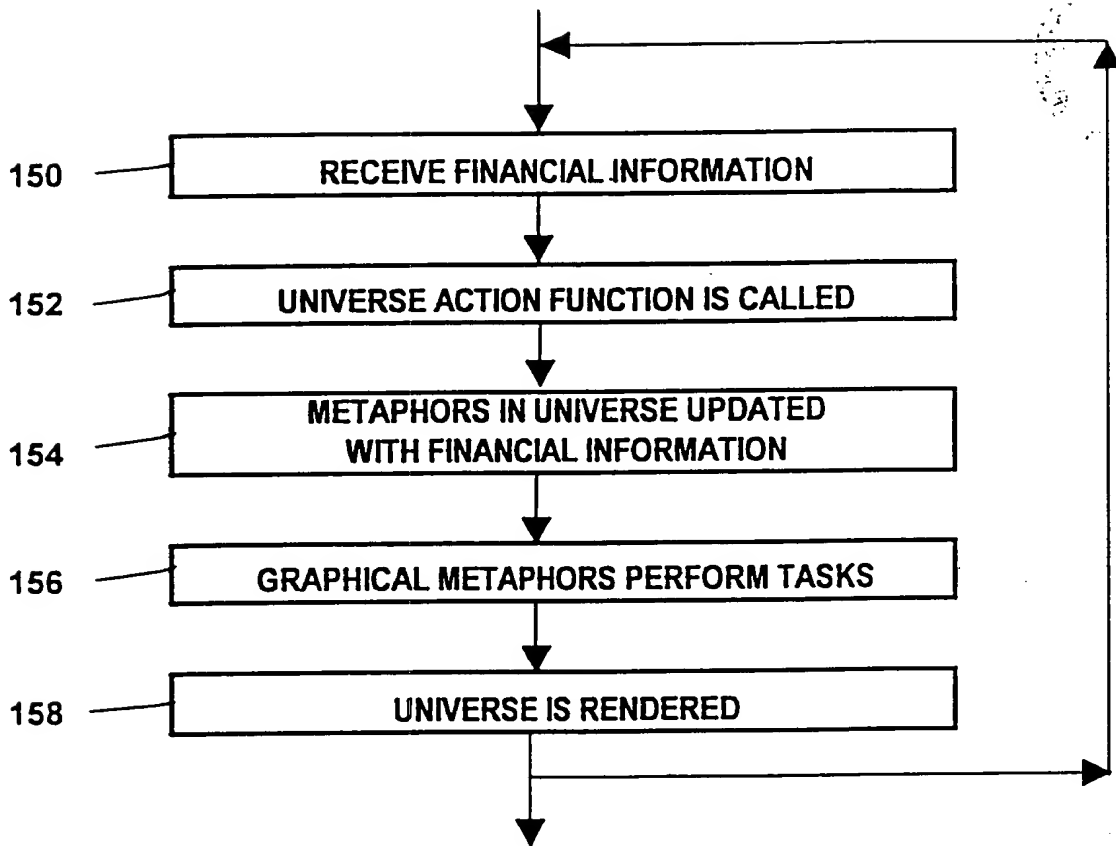 150 RECEIVE FINANCIAL INFORMATION
152 UNIVERSE ACTION FUNCTION IS CALLED
METAPHORS IN UNIVERSE UPDATED
154 WITH FINANCIAL INFORMATION
156 GRAPHICAL METAPHORS PERFORM TASKS
158 UNIVERSE IS RENDERED